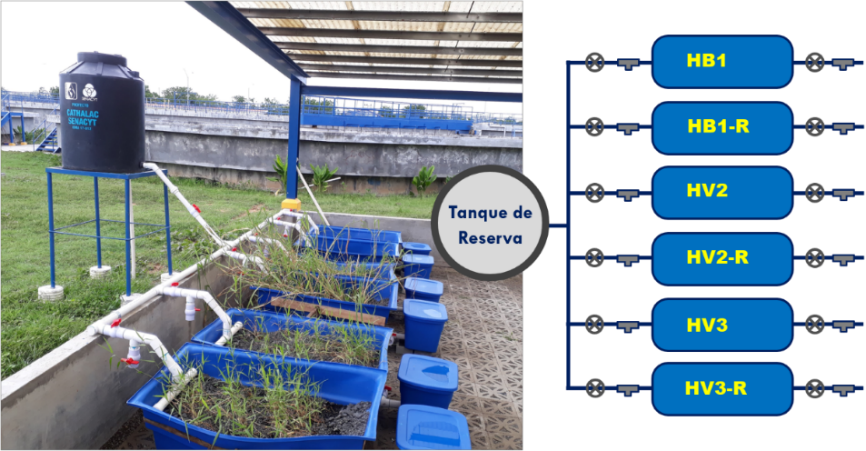 CATHALAC
SENACYT
Tanque de
Reserva
HB1
HB1-R
HV2
HV2-R
HV3
HV3-R